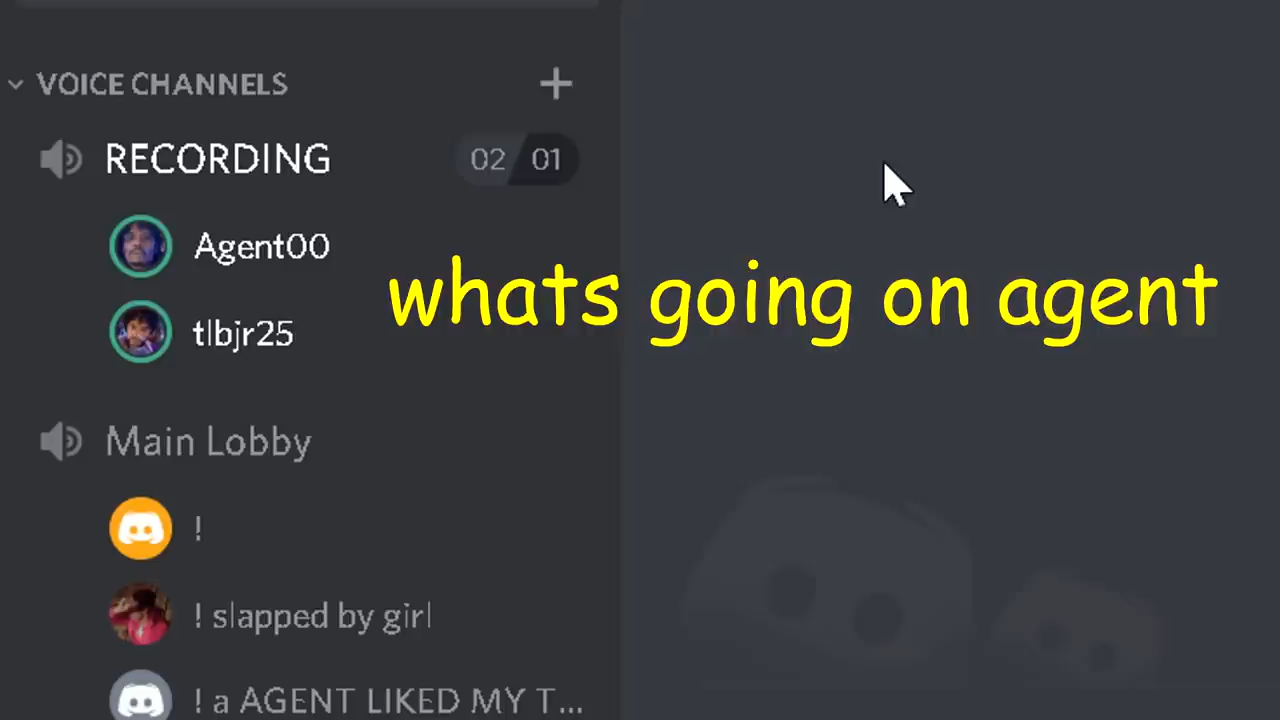 VOICE CHANNELS
RECORDING 02 01
Agent00
whats going on agent
tlbjr25
Main Lobby
!
! slapped by girl
! a AGENT LIKED MY T...